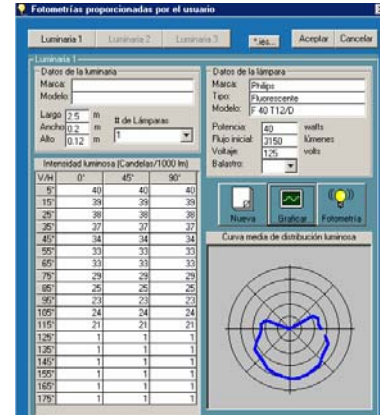 Fotometrías proporcionadas por el usuario
Luminaria 1 Luminaria 2 Luminaria 3 *.ies... Aceptar Cancelar
Luminaria 1
Datos de la luminaria
Marca:
Modelo:
Largo 2.5 m
Ancho 0.2 m
Alto 0.12 m
# de Lámparas
1
Datos de la lámpara
Marca: Philips
Tipo: Fluorescente
Modelo: F 40 T12/D
Potencia: 40 watts
Flujo inicial: 3150 lúmenes
Voltaje: 125 volts
Balastro:
Intensidad luminosa (Candelas/1000 lm)
V/H 0° 45° 90°
5° 40 40 40
15° 39 39 39
25° 38 38 38
35° 37 37 37
45° 34 34 34
55° 33 33 33
65° 33 33 33
75° 29 29 29
85° 25 25 25
95° 23 23 23
105° 24 24 24
115° 21 21 21
125° 1 1 1
135° 1 1 1
145° 1 1 1
155° 1 1 1
165° 1 1 1
175° 1 1 1
Nueva Graficar Fotometría
Curva media de distribución luminosa